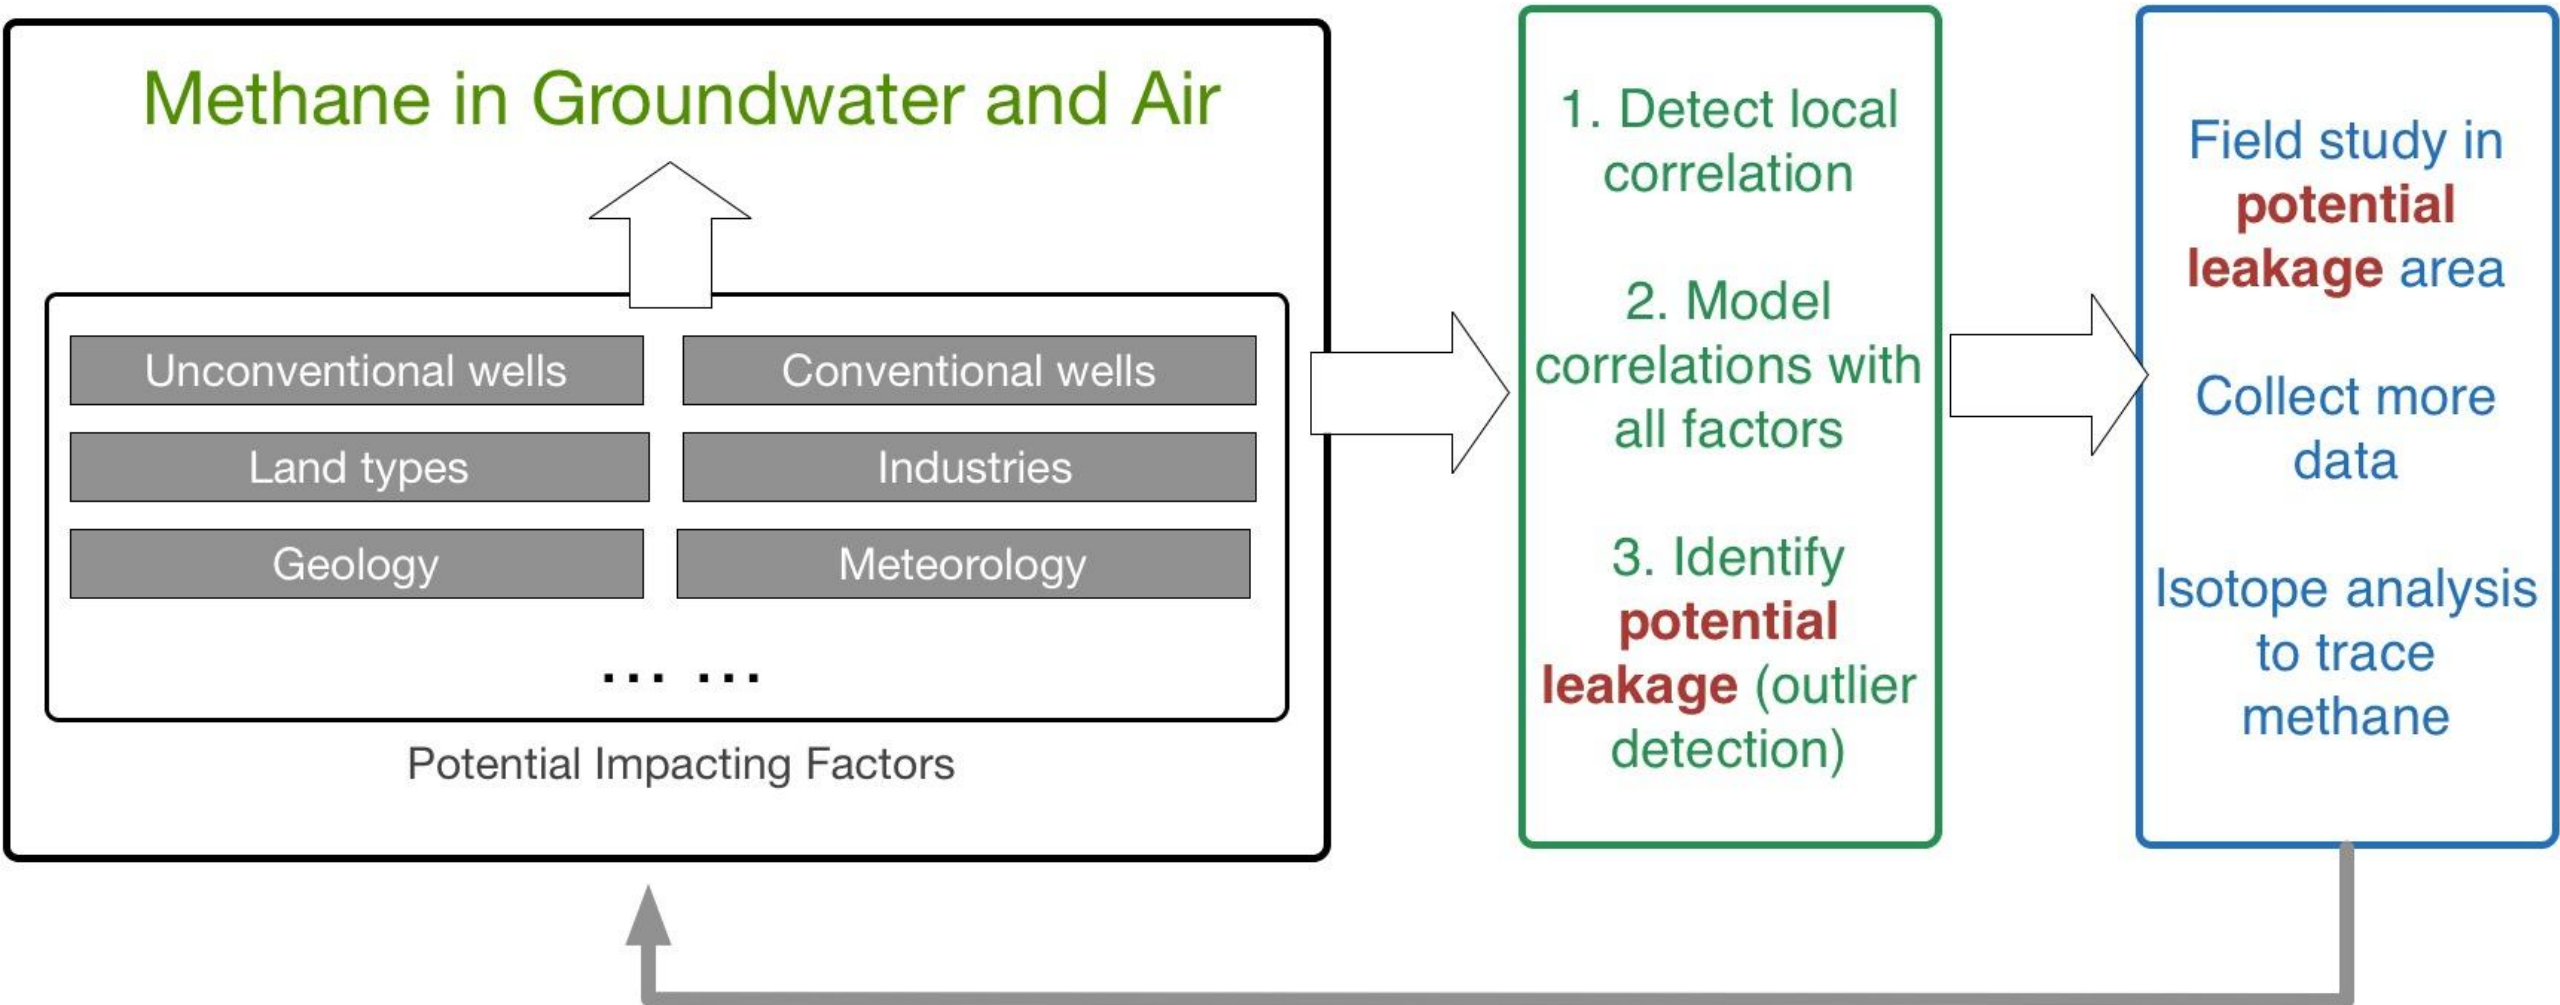 Methane in Groundwater and Air
Unconventional wells
Conventional wells
Land types
Industries
Geology
Meteorology
... ...
Potential Impacting Factors
1. Detect local
correlation
2. Model
correlations with
all factors
3. Identify
potential
leakage (outlier
detection)
Field study in
potential
leakage area
Collect more
data
Isotope analysis
to trace
methane